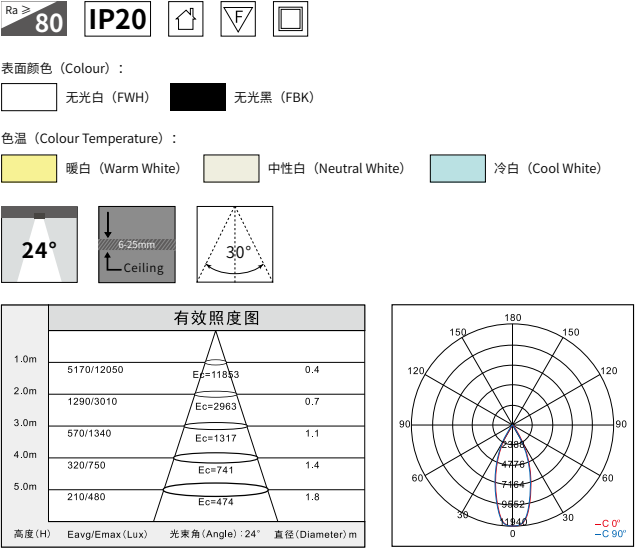 Ra ≥ 80 IP20 F
表面颜色（Colour）：
无光白（FWH） 无光黑（FBK）
色温（Colour Temperature）：
暖白（Warm White） 中性白（Neutral White） 冷白（Cool White）
24° 6-25mm 30°
Ceiling
有效照度图
1.0m
5170/12050 Ec=11853 0.4
2.0m
1290/3010 Ec=2963 0.7
3.0m
570/1340 Ec=1317 1.1
4.0m
320/750 Ec=741 1.4
5.0m
210/480 Ec=474 1.8
高度(H) Eavg/Emax(Lux) 光束角(Angle):24° 直径(Diameter)m
180
150 150
120 120
90 90
2388
4776
60 7164 60
9552
30 11940 30
0
C 0°
C 90°